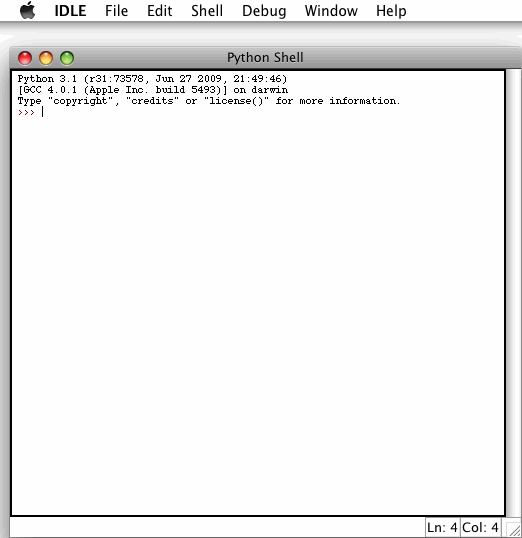 IDLE File Edit Shell Debug Window Help
Python Shell
Python 3.1 (r31:73578, Jun 27 2009, 21:49:46)
[GCC 4.0.1 (Apple Inc. build 5493)] on darwin
Type "copyright", "credits" or "license()" for more information.
>>>
Ln: 4 Col: 4